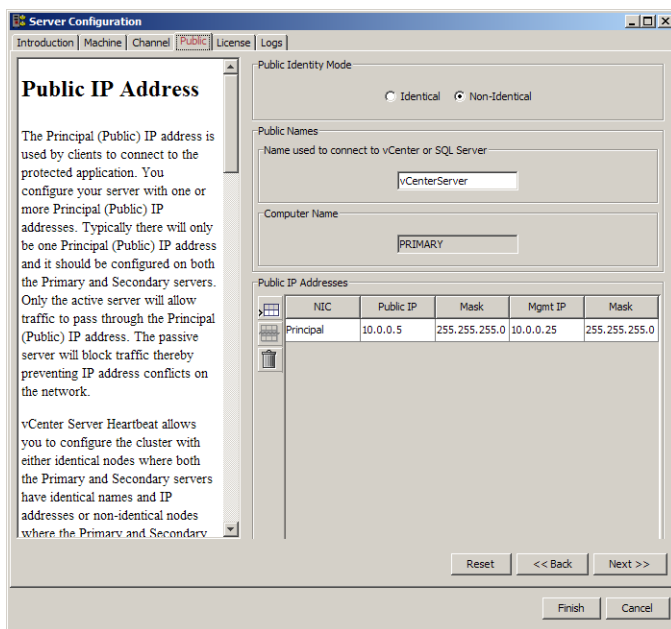 Server Configuration
Introduction Machine Channel Public License Logs
Public IP Address
The Principal (Public) IP address is
used by clients to connect to the
protected application. You
configure your server with one or
more Principal (Public) IP
addresses. Typically there will only
be one Principal (Public) IP address
and it should be configured on both
the Primary and Secondary servers.
Only the active server will allow
traffic to pass through the Principal
(Public) IP address. The passive
server will block traffic thereby
preventing IP address conflicts on
the network.
vCenter Server Heartbeat allows
you to configure the cluster with
either identical nodes where both
the Primary and Secondary servers
have identical names and IP
addresses or non-identical nodes
where the Primary and Secondary
Public Identity Mode
Identical Non-Identical
Public Names
Name used to connect to vCenter or SQL Server
vCenterServer
Computer Name
PRIMARY
Public IP Addresses
NIC Public IP Mask Mgmt IP Mask
Principal 10.0.0.5 255.255.255.0 10.0.0.25 255.255.255.0
Reset << Back Next >>
Finish Cancel